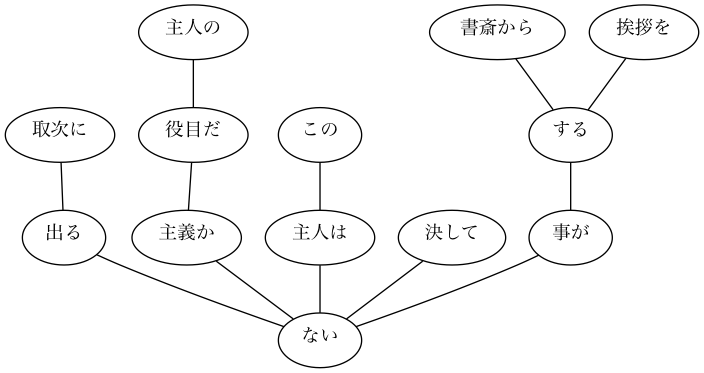 主人の
書斎から
挨拶を
取次に
役目だ
この
する
出る
主義か
主人は
決して
事が
ない